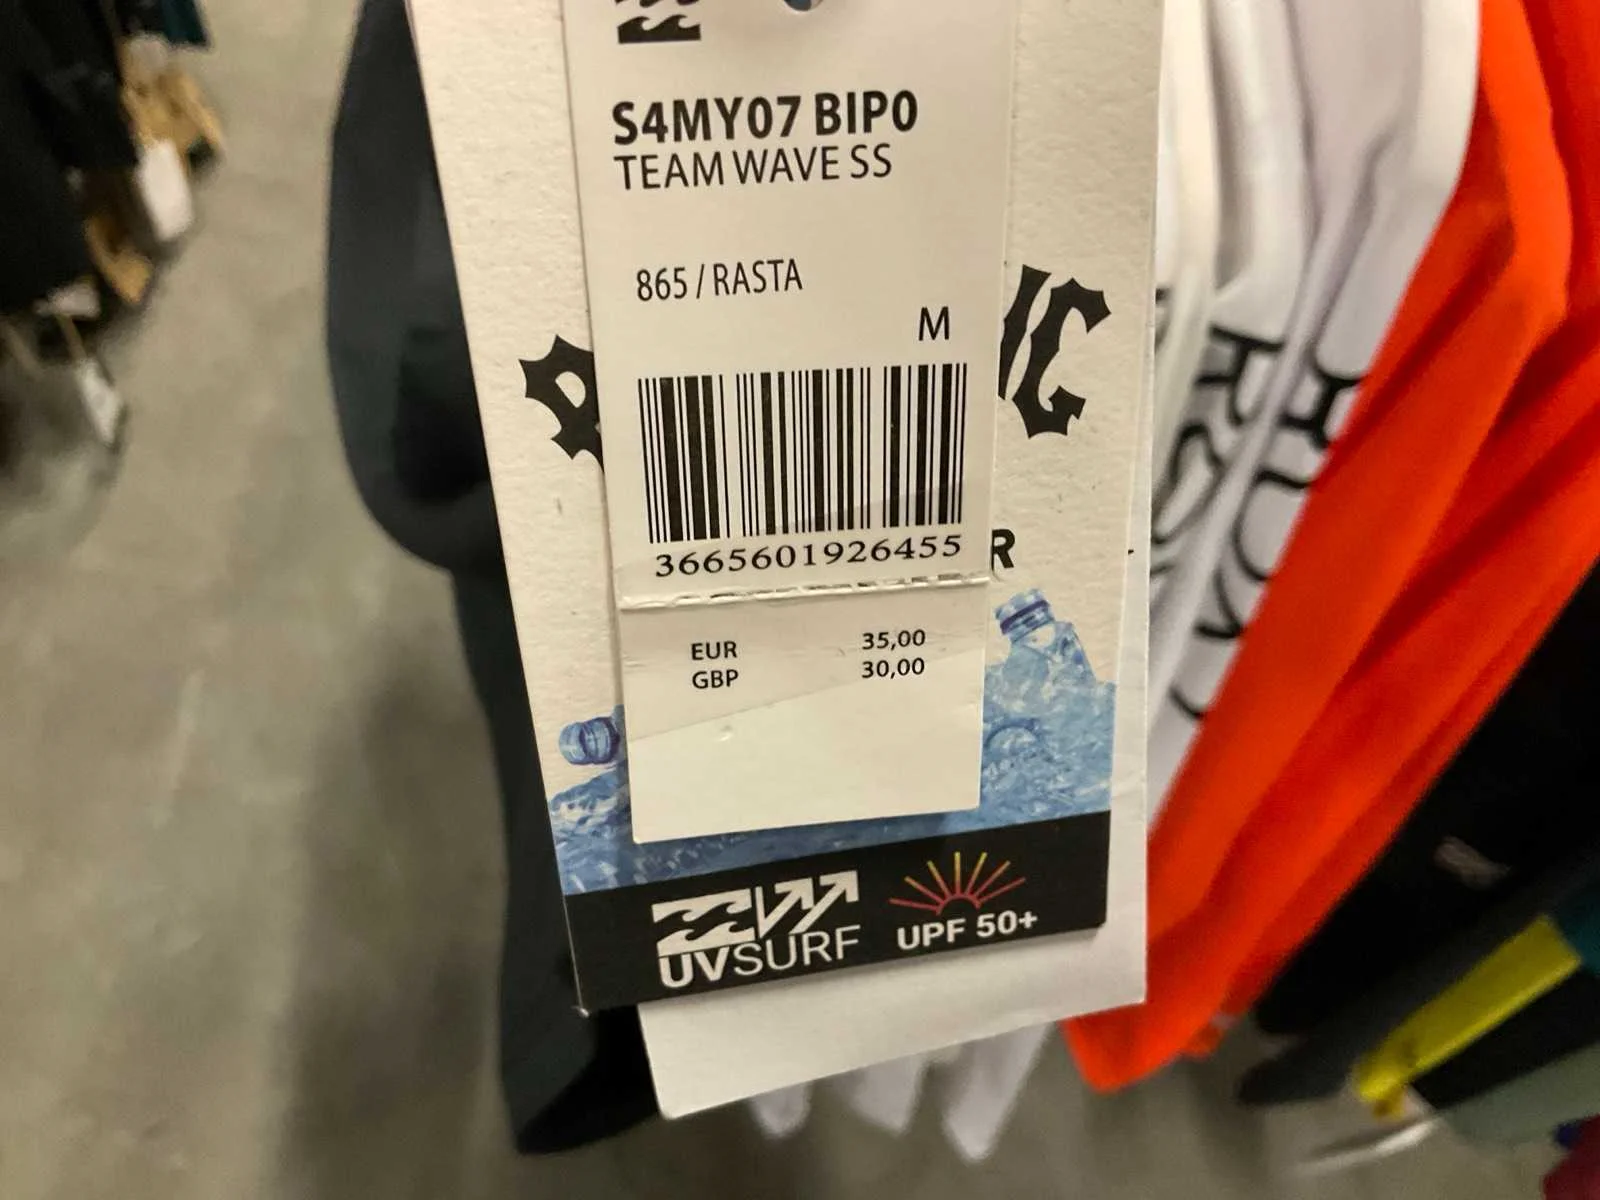 S4MY07 BIP0
TEAM WAVE SS
865 / RASTA
M
3665601926455
EUR 35,00
GBP 30,00
UVSURF
UPF 50+